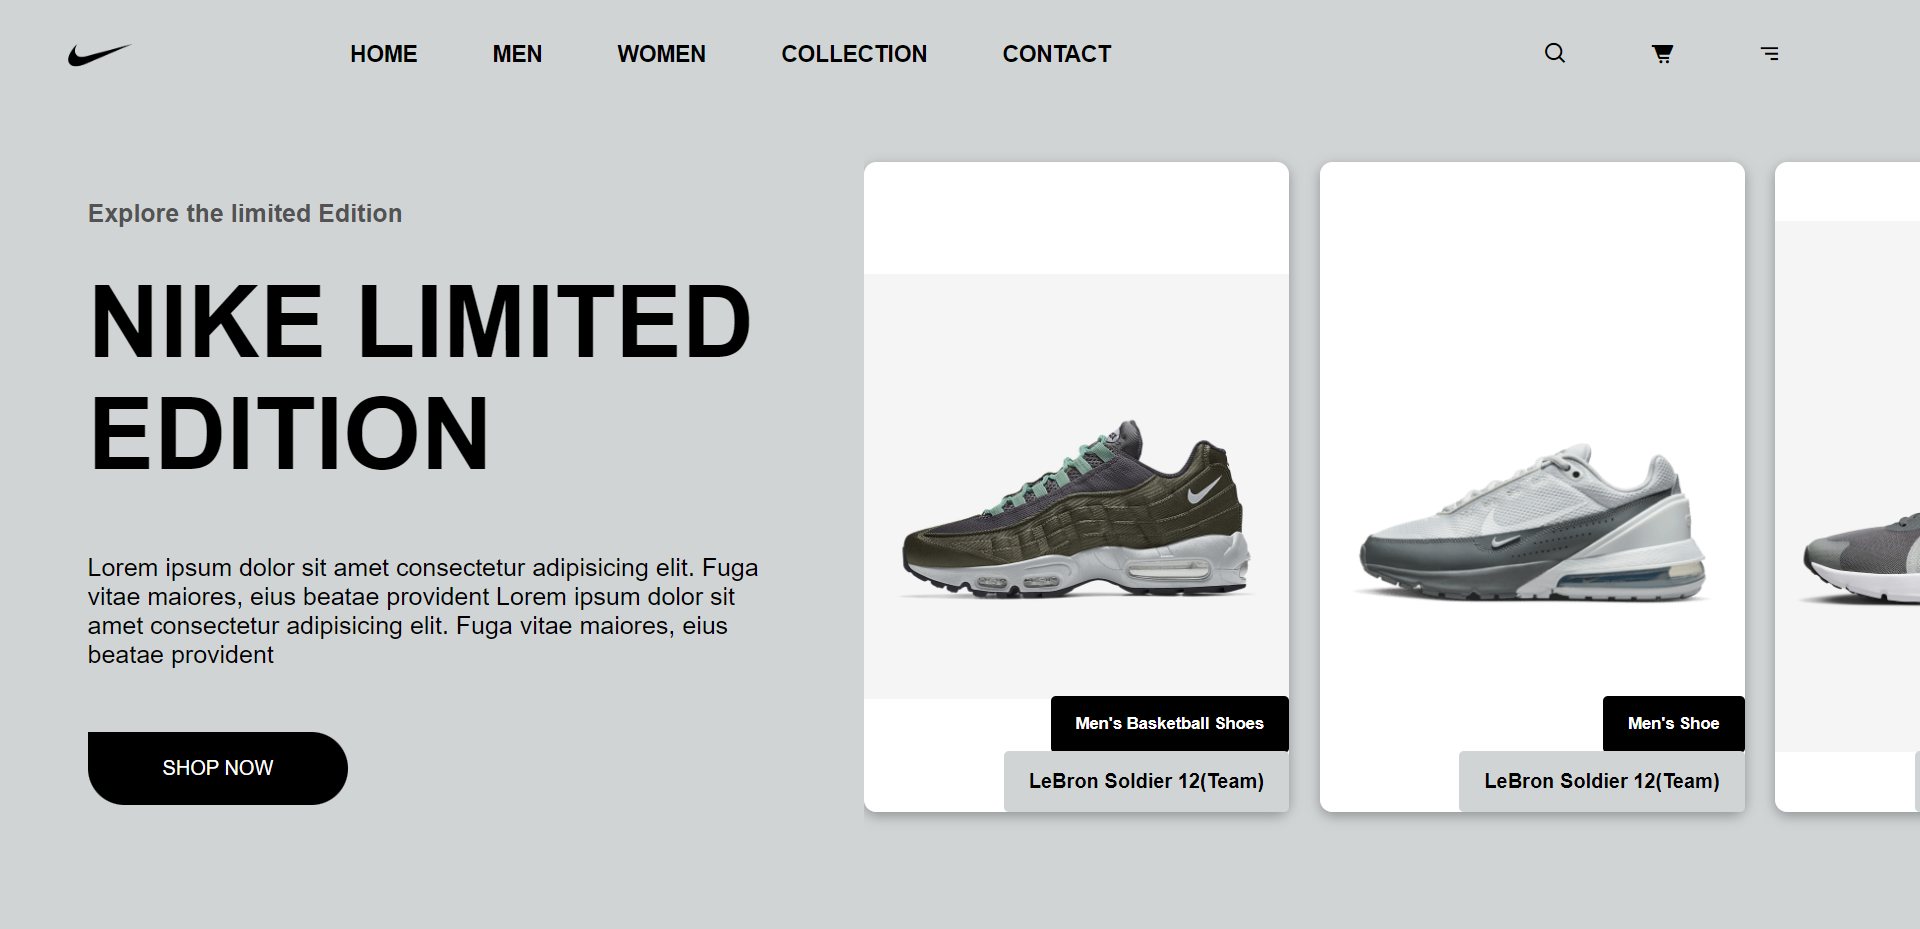 HOME MEN WOMEN COLLECTION CONTACT
Explore the limited Edition
NIKE LIMITED
EDITION
Lorem ipsum dolor sit amet consectetur adipisicing elit. Fuga
vitae maiores, eius beatae provident Lorem ipsum dolor sit
amet consectetur adipisicing elit. Fuga vitae maiores, eius
beatae provident
SHOP NOW
Men's Basketball Shoes
LeBron Soldier 12(Team)
Men's Shoe
LeBron Soldier 12(Team)